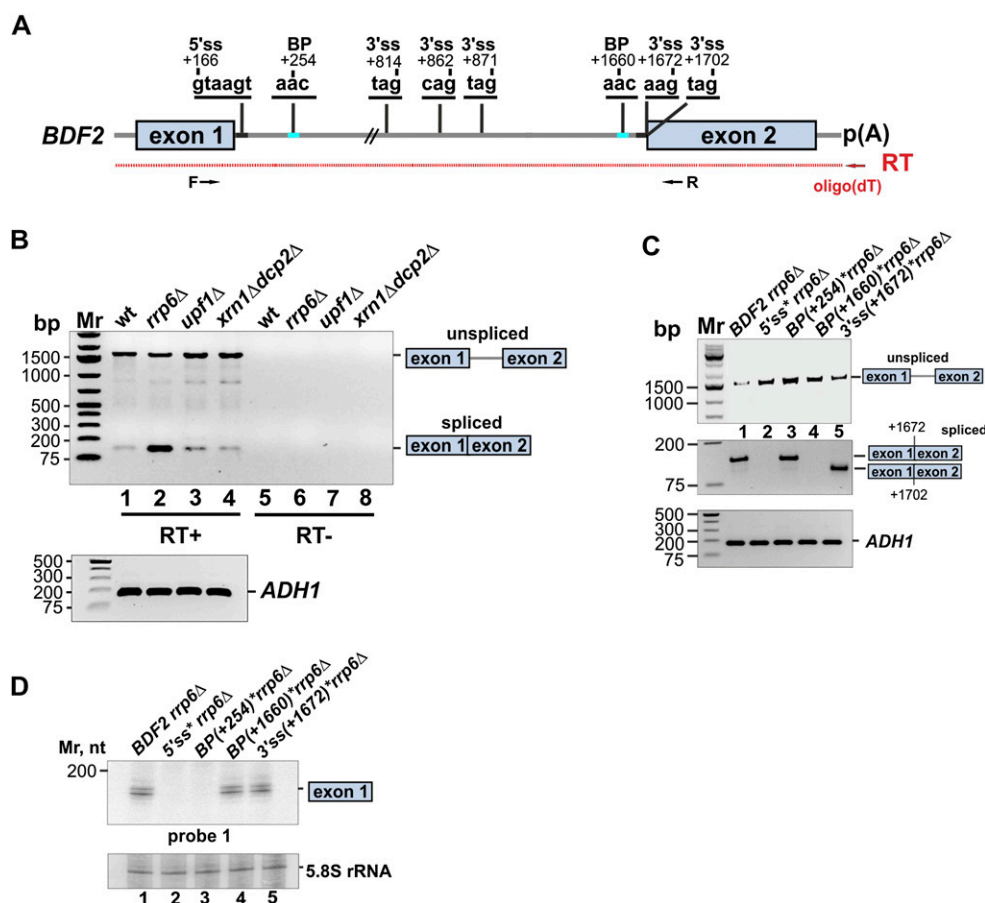 A
5'ss BP 3'ss 3'ss 3'ss BP 3'ss 3'ss
+166 +254 +814 +862 +871 +1660 +1672 +1702
gtaagt aac tag cag tag aac aag tag
BDF2 exon 1 // exon 2 p(A)
RT
F R oligo(dT)
B
bp Mr wt rrp6Δ upf1Δ xrn1Δdcp2Δ wt rrp6Δ upf1Δ xrn1Δdcp2Δ
unspliced
1500 exon 1 exon 2
1000
500
300
200 spliced
75 exon 1 exon 2
1 2 3 4 5 6 7 8
RT+ RT-
500
300
200 ADH1
75
C
bp Mr BDF2 rrp6Δ 5'ss* rrp6Δ BP(+254)*rrp6Δ BP(+1660)*rrp6Δ 3'ss(+1672)*rrp6Δ
unspliced
exon 1 exon 2
1500
1000
1 2 3 4 5 +1672 spliced
200 exon 1 exon 2
exon 1 exon 2
75 +1702
500
300
200 ADH1
75
D
Mr, nt BDF2 rrp6Δ 5'ss* rrp6Δ BP(+254)*rrp6Δ BP(+1660)*rrp6Δ 3'ss(+1672)*rrp6Δ
200
exon 1
probe 1
5.8S rRNA
1 2 3 4 5